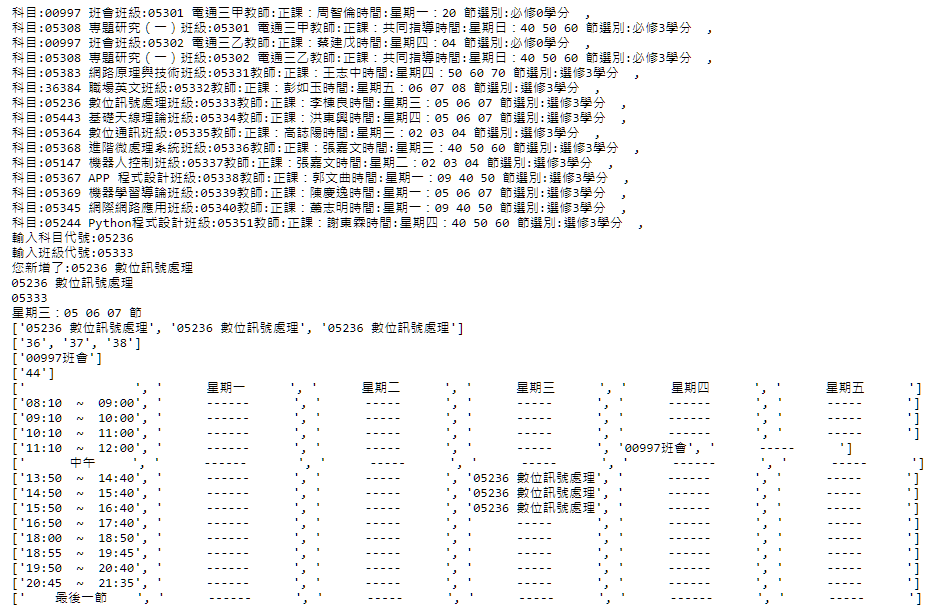 科目:00997 班會班級:05301 電通三甲教師:正課：周智倫時間:星期一：20 節選別:必修0學分  ,
科目:05308 專題研究（一）班級:05301 電通三甲教師:正課：共同指導時間:星期日：40 50 60 節選別:必修3學分  ,
科目:00997 班會班級:05302 電通三乙教師:正課：蔡建戊時間:星期四：04 節選別:必修0學分  ,
科目:05308 專題研究（一）班級:05302 電通三乙教師:正課：共同指導時間:星期日：40 50 60 節選別:必修3學分  ,
科目:05383 網路原理與技術班級:05331教師:正課：王志中時間:星期四：50 60 70 節選別:選修3學分  ,
科目:36384 職場英文班級:05332教師:正課：彭如玉時間:星期五：06 07 08 節選別:選修3學分  ,
科目:05236 數位訊號處理班級:05333教師:正課：李棟良時間:星期三：05 06 07 節選別:選修3學分  ,
科目:05443 基礎天線理論班級:05334教師:正課：洪東興時間:星期四：05 06 07 節選別:選修3學分  ,
科目:05364 數位通訊班級:05335教師:正課：高誌陽時間:星期三：02 03 04 節選別:選修3學分  ,
科目:05368 進階微處理系統班級:05336教師:正課：張嘉文時間:星期三：40 50 60 節選別:選修3學分  ,
科目:05147 機器人控制班級:05337教師:正課：張嘉文時間:星期二：02 03 04 節選別:選修3學分  ,
科目:05367 APP 程式設計班級:05338教師:正課：郭文曲時間:星期一：09 40 50 節選別:選修3學分  ,
科目:05369 機器學習導論班級:05339教師:正課：陳慶逸時間:星期一：05 06 07 節選別:選修3學分  ,
科目:05345 網際網路應用班級:05340教師:正課：蕭志明時間:星期一：09 40 50 節選別:選修3學分  ,
科目:05244 Python程式設計班級:05351教師:正課：謝東霖時間:星期四：40 50 60 節選別:選修3學分  ,
輸入科目代號:05236
輸入班級代號:05333
您新增了:05236 數位訊號處理
05236 數位訊號處理
05333
星期三：05 06 07 節
['05236 數位訊號處理', '05236 數位訊號處理', '05236 數位訊號處理']
['36', '37', '38']
['00997班會']
['44']
['               ', '      星期一      ', '      星期二      ', '      星期三      ', '      星期四      ', '      星期五      ']
['08:10  ~  09:00', '      ------      ', '      -----      ', '      -----      ', '      ------      ', '      -----      ']
['09:10  ~  10:00', '      ------      ', '      -----      ', '      -----      ', '      ------      ', '      -----      ']
['10:10  ~  11:00', '      ------      ', '      -----      ', '      -----      ', '      ------      ', '      -----      ']
['11:10  ~  12:00', '      ------      ', '      -----      ', '      -----      ', '00997班會', '      -----      ']
['      中午     ', '      ------      ', '      -----      ', '      -----      ', '      ------      ', '      -----      ']
['13:50  ~  14:40', '      ------      ', '      -----      ', '05236 數位訊號處理', '      ------      ', '      -----      ']
['14:50  ~  15:40', '      ------      ', '      -----      ', '05236 數位訊號處理', '      ------      ', '      -----      ']
['15:50  ~  16:40', '      ------      ', '      -----      ', '05236 數位訊號處理', '      ------      ', '      -----      ']
['16:50  ~  17:40', '      ------      ', '      -----      ', '      -----      ', '      ------      ', '      -----      ']
['18:00  ~  18:50', '      ------      ', '      -----      ', '      -----      ', '      ------      ', '      -----      ']
['18:55  ~  19:45', '      ------      ', '      -----      ', '      -----      ', '      ------      ', '      -----      ']
['19:50  ~  20:40', '      ------      ', '      -----      ', '      -----      ', '      ------      ', '      -----      ']
['20:45  ~  21:35', '      ------      ', '      -----      ', '      -----      ', '      ------      ', '      -----      ']
['    最後一節    ', '      ------      ', '      -----      ', '      -----      ', '      ------      ', '      -----      ']